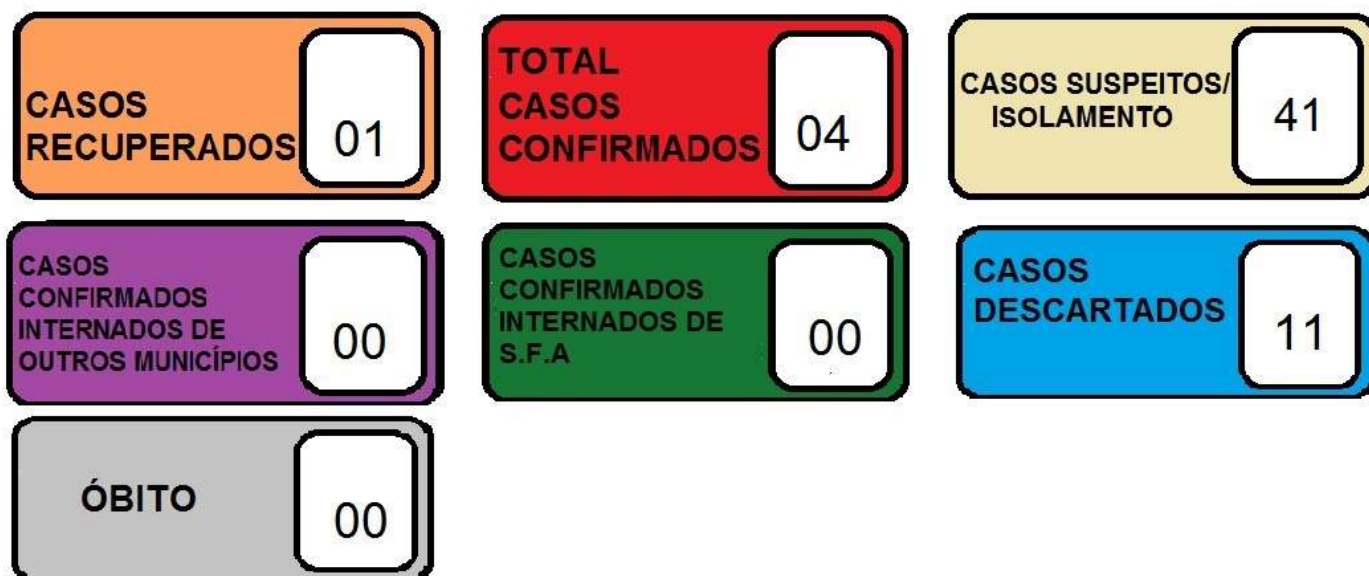 CASOS
RECUPERADOS
01
TOTAL
CASOS
CONFIRMADOS
04
CASOS SUSPEITOS/
ISOLAMENTO
41
CASOS
CONFIRMADOS
INTERNADOS DE
OUTROS MUNICÍPIOS
00
CASOS
CONFIRMADOS
INTERNADOS DE
S.F.A
00
CASOS
DESCARTADOS
11
ÓBITO
00